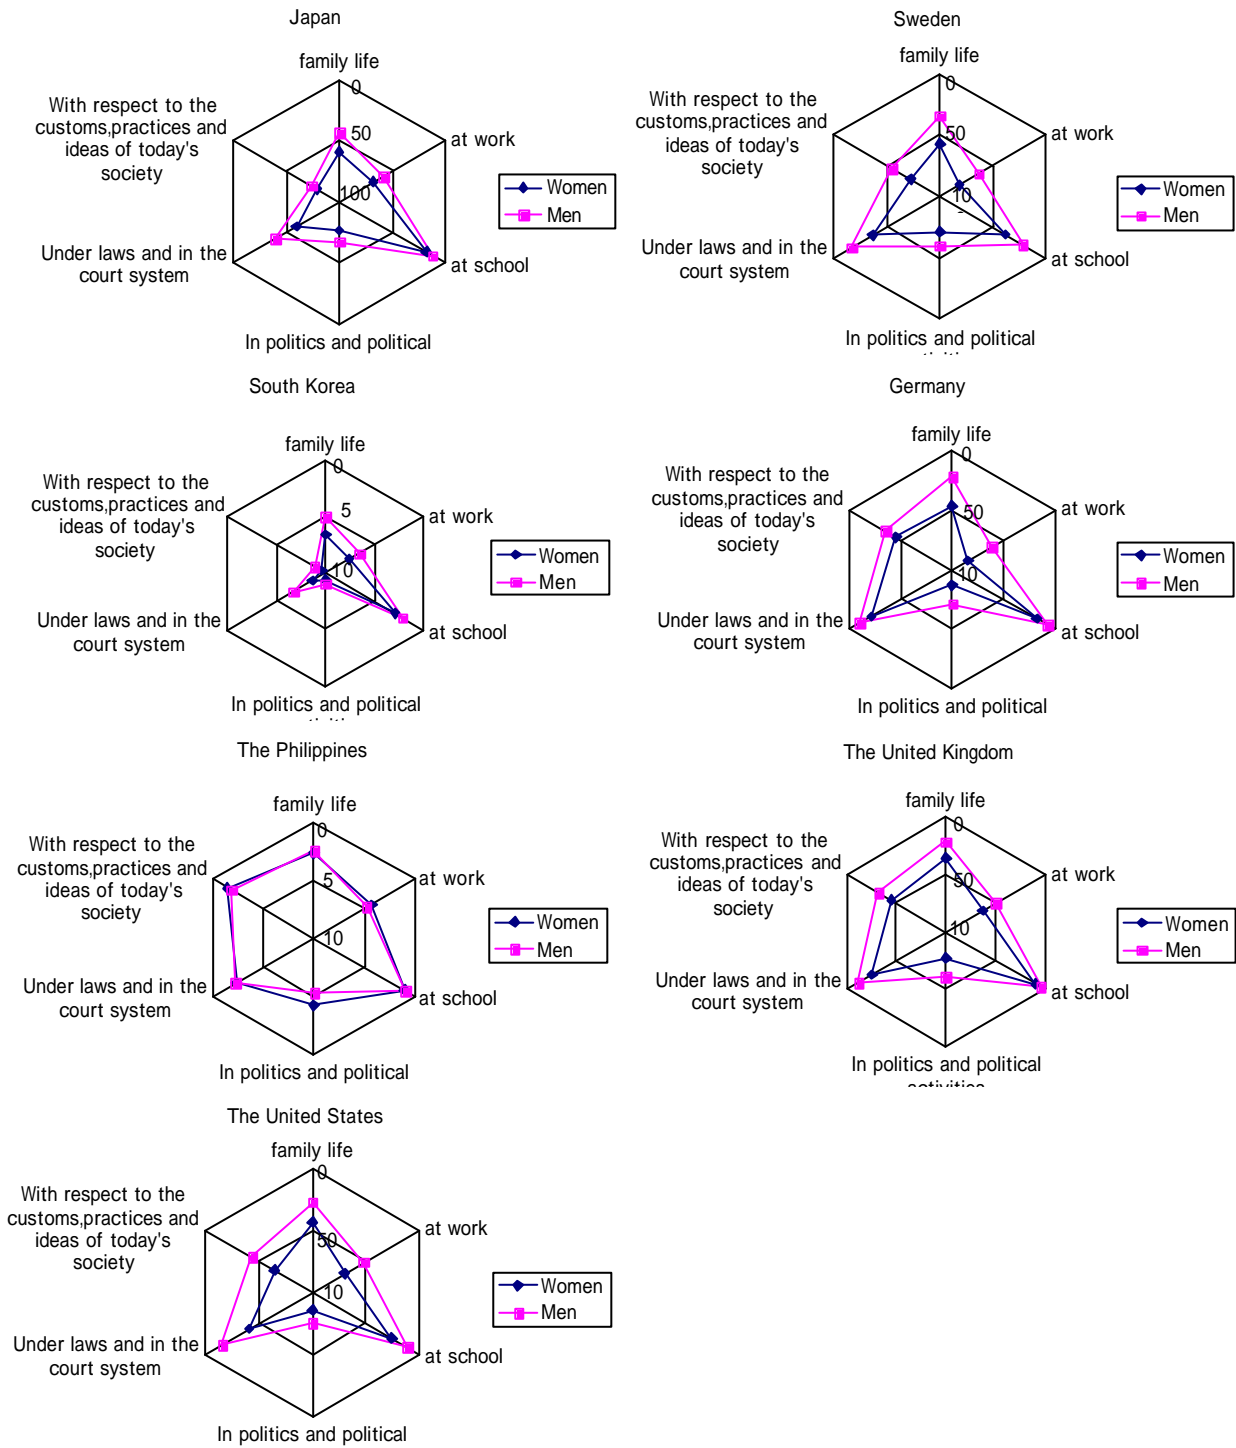 Japan
family life
0
With respect to the
customs,practices and
ideas of today's
society
50
at work
100
Women
Men
Under laws and in the
court system
at school
In politics and political
Sweden
family life
0
With respect to the
customs,practices and
ideas of today's
society
50
at work
10
Women
Men
Under laws and in the
court system
at school
In politics and political
South Korea
family life
0
With respect to the
customs,practices and
ideas of today's
society
5
at work
10
Women
Men
Under laws and in the
court system
at school
In politics and political
Germany
family life
0
With respect to the
customs,practices and
ideas of today's
society
50
at work
10
Women
Men
Under laws and in the
court system
at school
In politics and political
The Philippines
family life
0
With respect to the
customs,practices and
ideas of today's
society
5
at work
10
Women
Men
Under laws and in the
court system
at school
In politics and political
The United Kingdom
family life
0
With respect to the
customs,practices and
ideas of today's
society
50
at work
10
Women
Men
Under laws and in the
court system
at school
In politics and political
activities
The United States
family life
0
With respect to the
customs,practices and
ideas of today's
society
50
at work
10
Women
Men
Under laws and in the
court system
at school
In politics and political